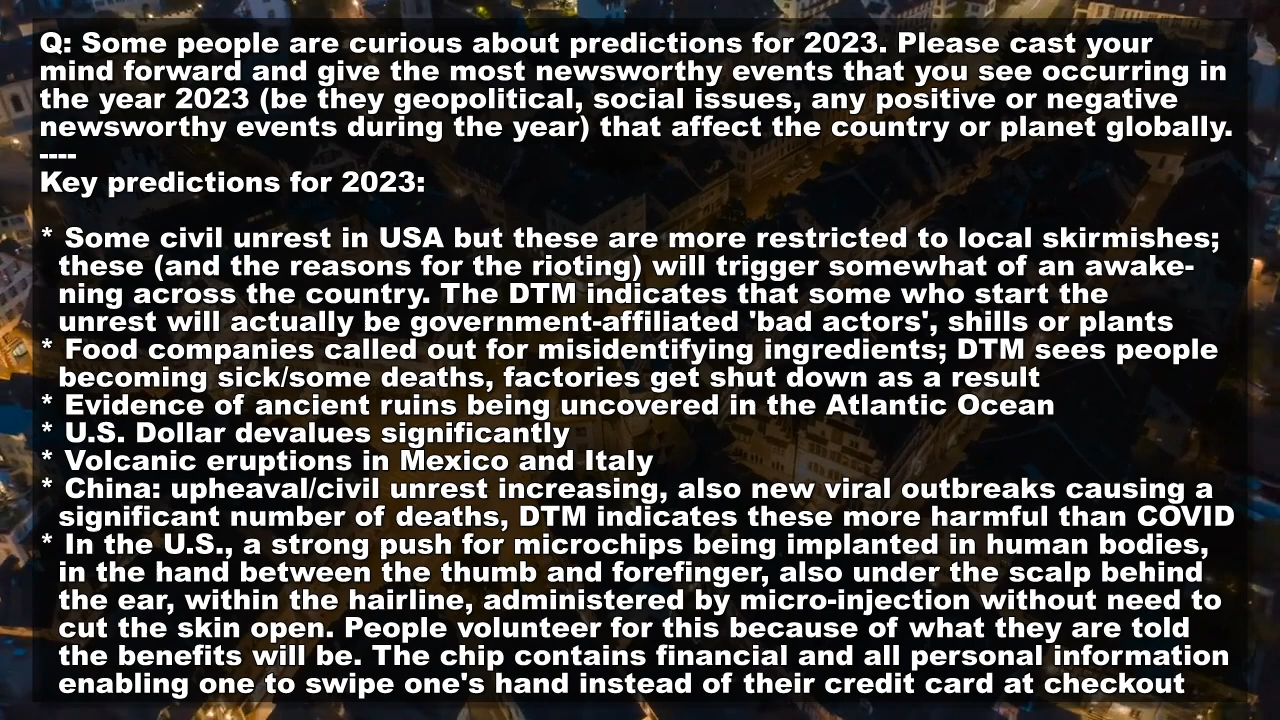 Q: Some people are curious about predictions for 2023. Please cast your
mind forward and give the most newsworthy events that you see occurring in
the year 2023 (be they geopolitical, social issues, any positive or negative
newsworthy events during the year) that affect the country or planet globally.
----
Key predictions for 2023:
* Some civil unrest in USA but these are more restricted to local skirmishes;
these (and the reasons for the rioting) will trigger somewhat of an awake-
ning across the country. The DTM indicates that some who start the
unrest will actually be government-affiliated 'bad actors', shills or plants
* Food companies called out for misidentifying ingredients; DTM sees people
becoming sick/some deaths, factories get shut down as a result
* Evidence of ancient ruins being uncovered in the Atlantic Ocean
* U.S. Dollar devalues significantly
* Volcanic eruptions in Mexico and Italy
* China: upheaval/civil unrest increasing, also new viral outbreaks causing a
significant number of deaths, DTM indicates these more harmful than COVID
* In the U.S., a strong push for microchips being implanted in human bodies,
in the hand between the thumb and forefinger, also under the scalp behind
the ear, within the hairline, administered by micro-injection without need to
cut the skin open. People volunteer for this because of what they are told
the benefits will be. The chip contains financial and all personal information
enabling one to swipe one's hand instead of their credit card at checkout